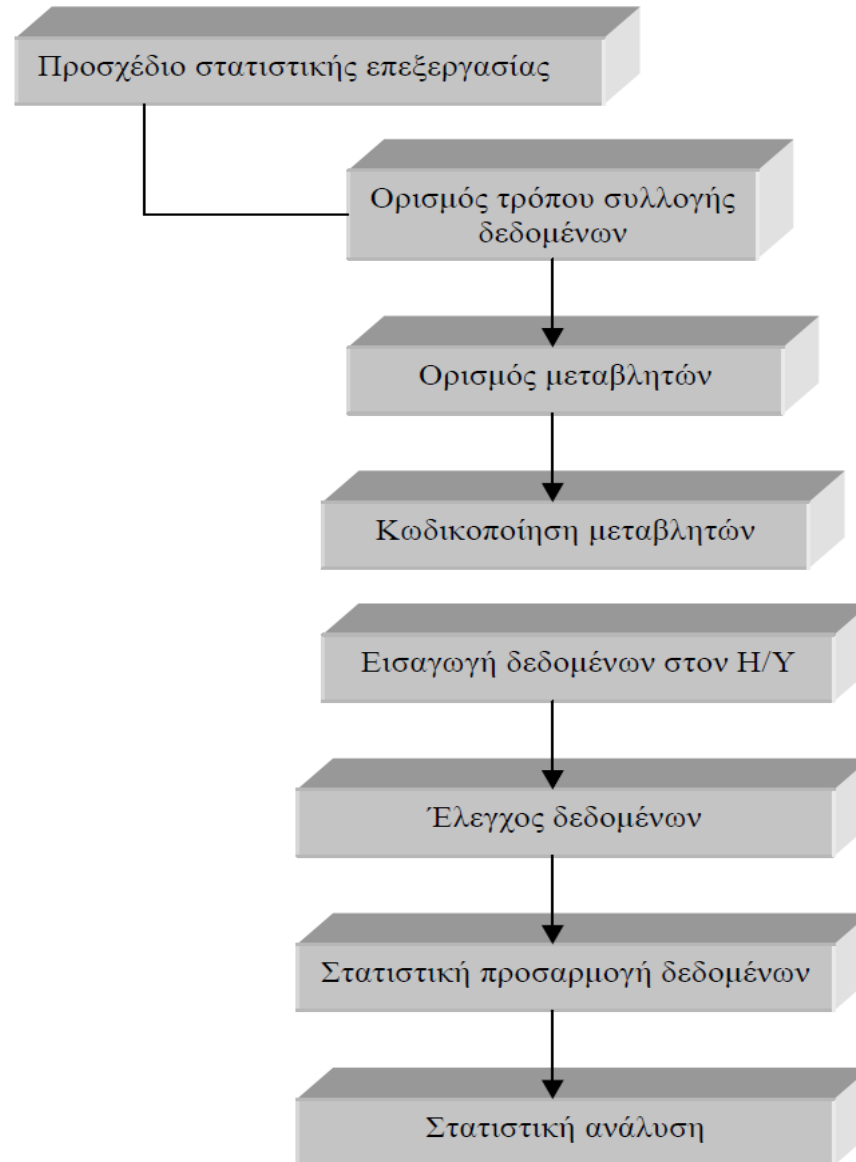 Προσχέδιο στατιστικής επεξεργασίας
Ορισμός τρόπου συλλογής
δεδομένων
Ορισμός μεταβλητών
Κωδικοποίηση μεταβλητών
Εισαγωγή δεδομένων στον Η/Υ
Έλεγχος δεδομένων
Στατιστική προσαρμογή δεδομένων
Στατιστική ανάλυση